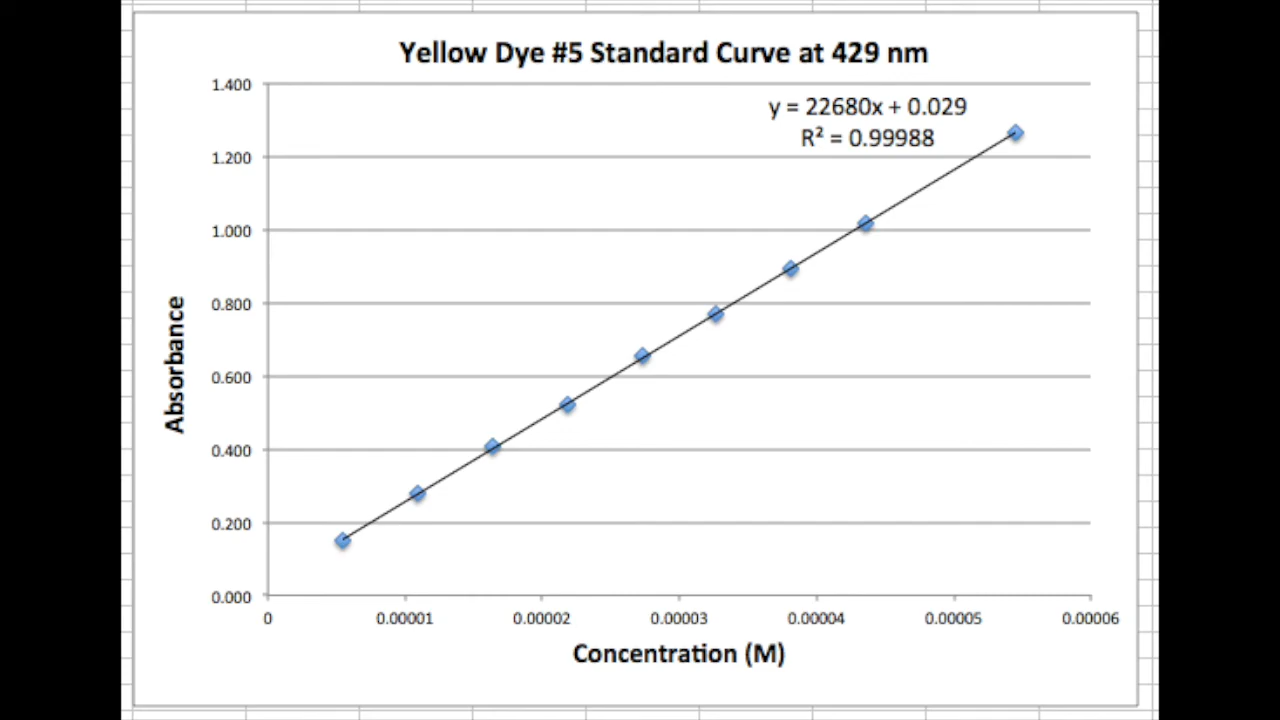 Yellow Dye #5 Standard Curve at 429 nm
1.400
y = 22680x + 0.029
R² = 0.99988
1.200
1.000
0.800
0.600
0.400
0.200
0.000
Absorbance
0 0.00001 0.00002 0.00003 0.00004 0.00005 0.00006
Concentration (M)